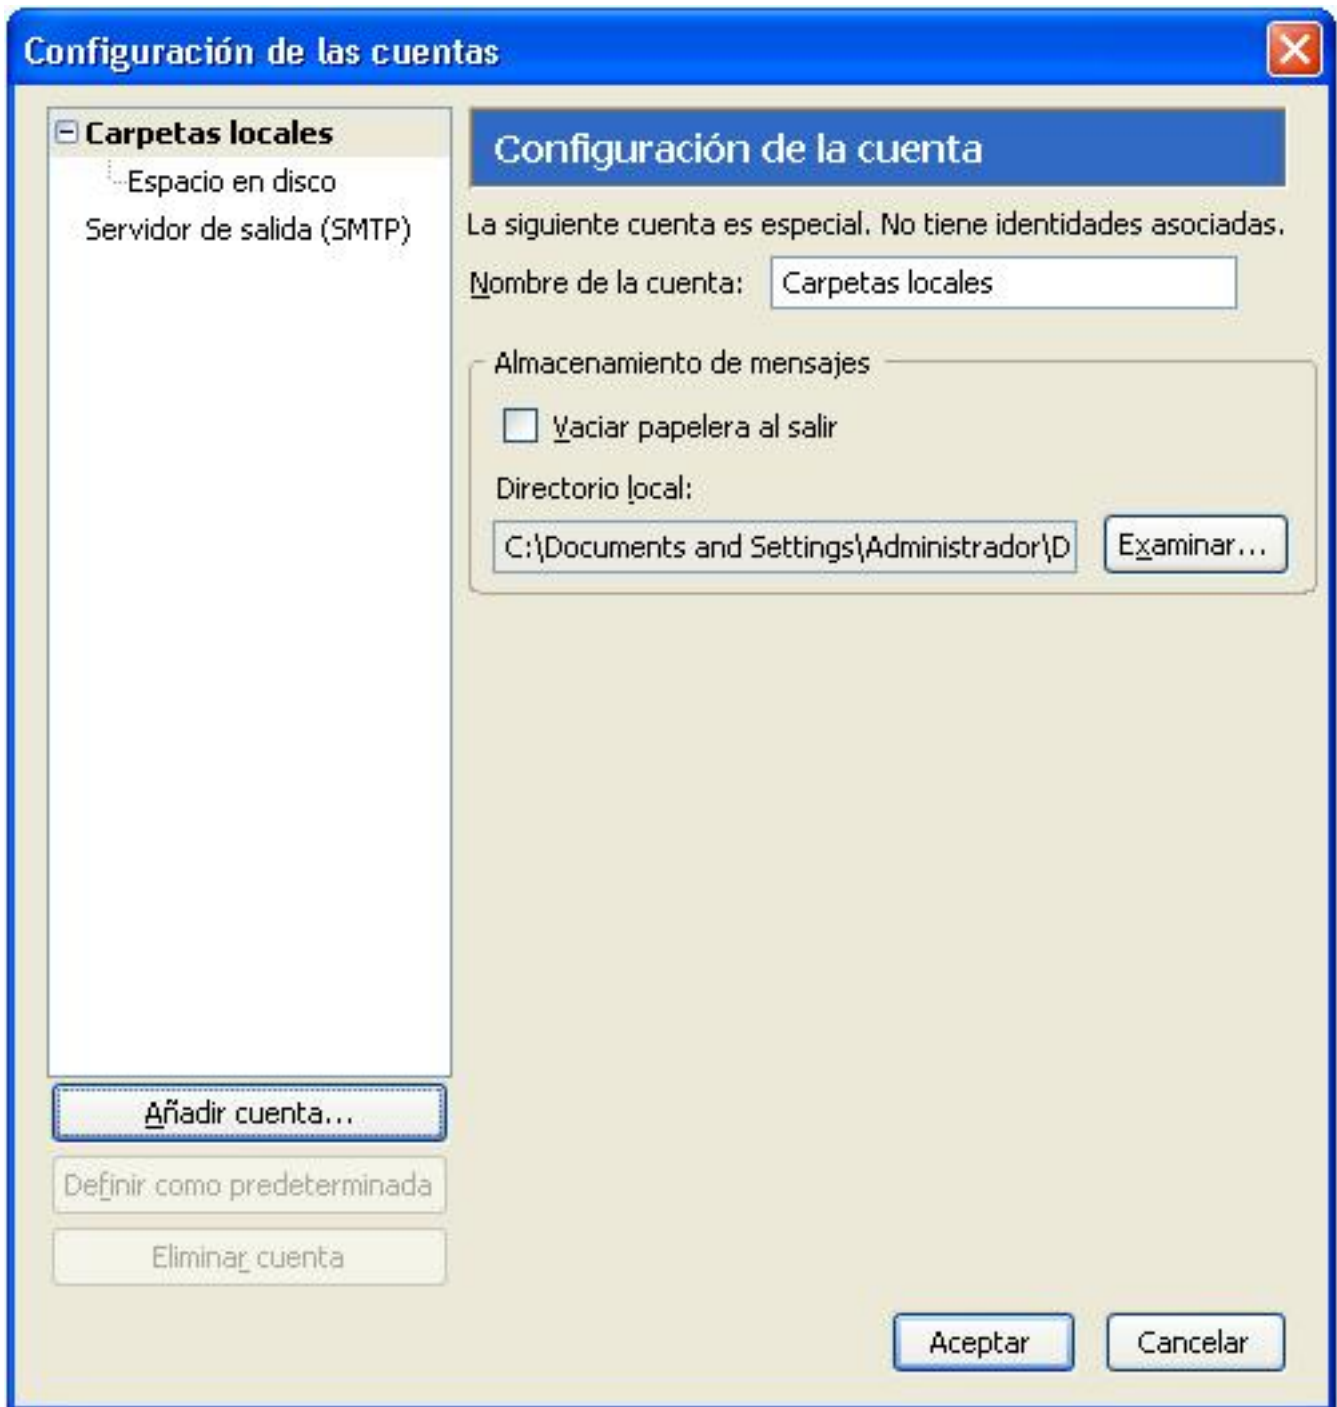 Configuración de las cuentas
Carpetas locales
Espacio en disco
Servidor de salida (SMTP)
Configuración de la cuenta
La siguiente cuenta es especial. No tiene identidades asociadas.
Nombre de la cuenta: Carpetas locales
Almacenamiento de mensajes
Vaciar papelera al salir
Directorio local:
C:\Documents and Settings\Administrador\D Examinar...
Añadir cuenta...
Definir como predeterminada
Eliminar cuenta
Aceptar Cancelar